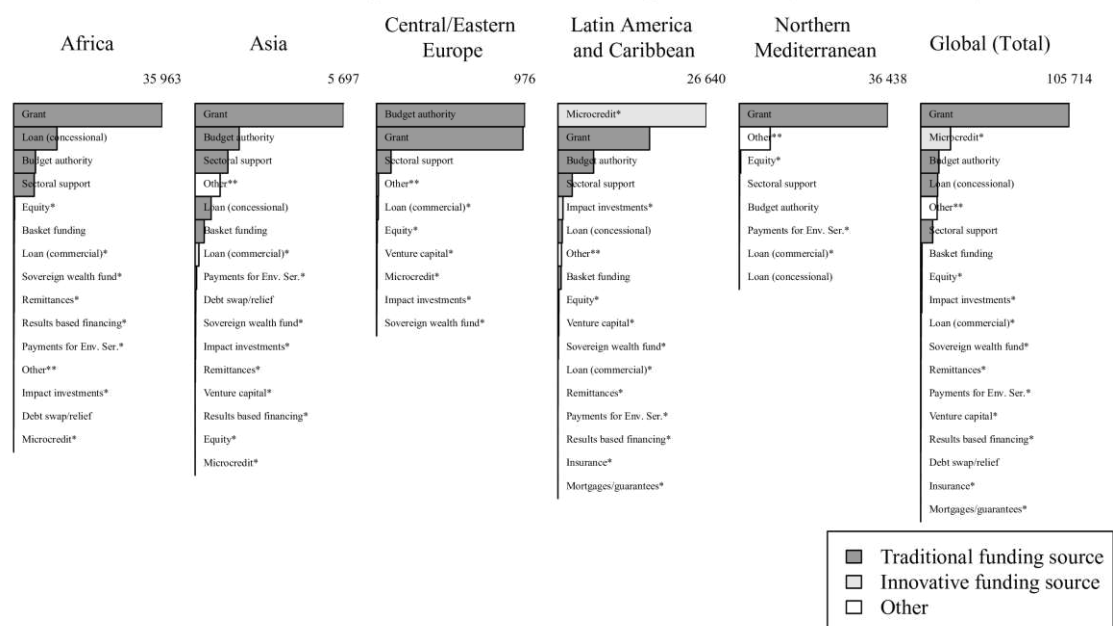 Africa
35 963
Grant
Loan (concessional)
Budget authority
Sectoral support
Equity*
Basket funding
Loan (commercial)*
Sovereign wealth fund*
Remittances*
Results based financing*
Payments for Env. Ser.*
Other**
Impact investments*
Debt swap/relief
Microcredit*
Asia
5 697
Grant
Budget authority
Sectoral support
Other**
Loan (concessional)
Basket funding
Loan (commercial)*
Payments for Env. Ser.*
Debt swap/relief
Sovereign wealth fund*
Impact investments*
Remittances*
Venture capital*
Results based financing*
Equity*
Microcredit*
Central/Eastern
Europe
976
Budget authority
Grant
Sectoral support
Other**
Loan (commercial)*
Equity*
Venture capital*
Microcredit*
Impact investments*
Sovereign wealth fund*
Latin America
and Caribbean
26 640
Microcredit*
Grant
Budget authority
Sectoral support
Impact investments*
Loan (concessional)
Other**
Basket funding
Equity*
Venture capital*
Sovereign wealth fund*
Loan (commercial)*
Remittances*
Payments for Env. Ser.*
Results based financing*
Insurance*
Mortgages/guarantees*
Northern
Mediterranean
36 438
Grant
Other**
Equity*
Sectoral support
Budget authority
Payments for Env. Ser.*
Loan (commercial)*
Loan (concessional)
Global (Total)
105 714
Grant
Microcredit*
Budget authority
Loan (concessional)
Other**
Sectoral support
Basket funding
Equity*
Impact investments*
Loan (commercial)*
Sovereign wealth fund*
Remittances*
Payments for Env. Ser.*
Venture capital*
Results based financing*
Debt swap/relief
Insurance*
Mortgages/guarantees*
Traditional funding source
Innovative funding source
Other